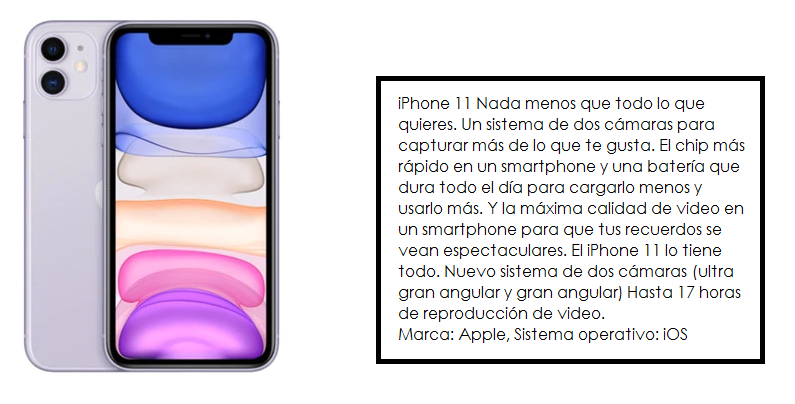 iPhone 11 Nada menos que todo lo que
quieres. Un sistema de dos cámaras para
capturar más de lo que te gusta. El chip más
rápido en un smartphone y una batería que
dura todo el día para cargarlo menos y
usarlo más. Y la máxima calidad de video en
un smartphone para que tus recuerdos se
vean espectaculares. El iPhone 11 lo tiene
todo. Nuevo sistema de dos cámaras (ultra
gran angular y gran angular) Hasta 17 horas
de reproducción de video.
Marca: Apple, Sistema operativo: iOS